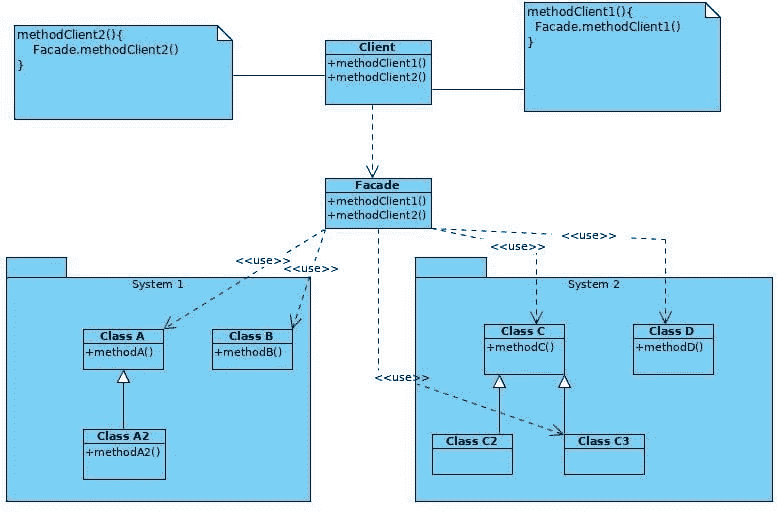 methodClient2(){
Facade.methodClient2()
}
methodClient1(){
Facade.methodClient1()
}
Client
+methodClient1()
+methodClient2()
Facade
+methodClient1()
+methodClient2()
<<use>>
<<use>>
<<use>>
<<use>>
System 1
System 2
Class A
+methodA()
Class B
+methodB()
Class C
+methodC()
Class D
+methodD()
<<use>>
Class A2
+methodA2()
Class C2
Class C3